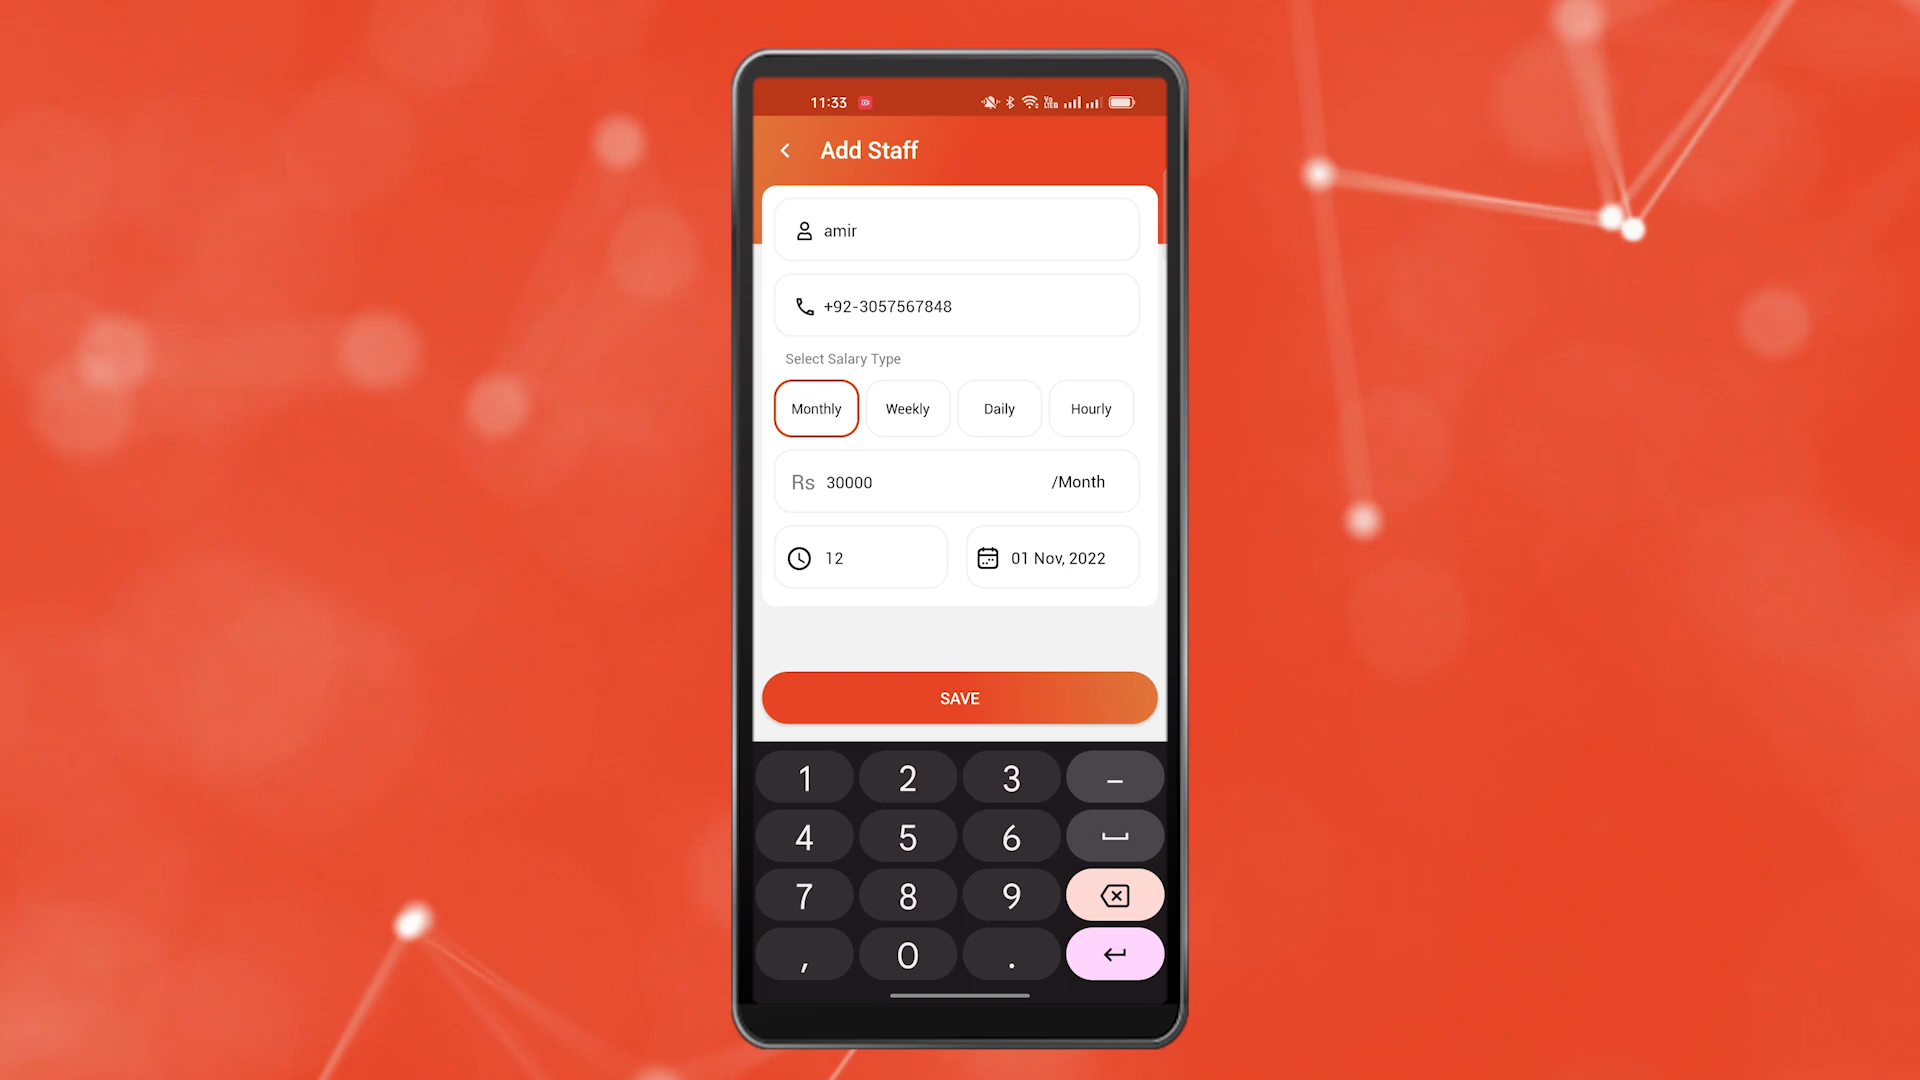 11:33
Add Staff
amir
+92-3057567848
Select Salary Type
Monthly Weekly Daily Hourly
Rs 30000 /Month
12 01 Nov, 2022
SAVE
1 2 3 –
4 5 6
7 8 9
, 0 .